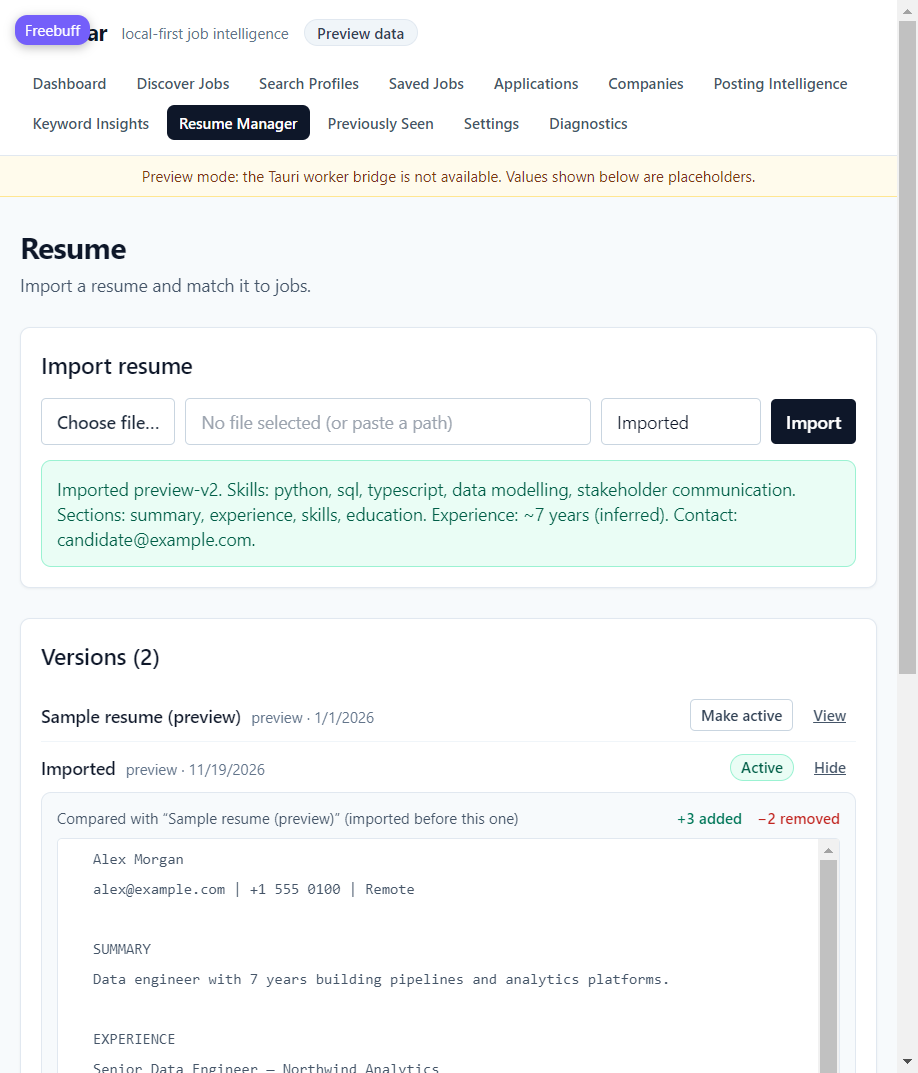 Freebuff
ar local-first job intelligence Preview data
Dashboard Discover Jobs Search Profiles Saved Jobs Applications Companies Posting Intelligence
Keyword Insights Resume Manager Previously Seen Settings Diagnostics
Preview mode: the Tauri worker bridge is not available. Values shown below are placeholders.
Resume
Import a resume and match it to jobs.
Import resume
Choose file... No file selected (or paste a path) Imported Import
Imported preview-v2. Skills: python, sql, typescript, data modelling, stakeholder communication.
Sections: summary, experience, skills, education. Experience: ~7 years (inferred). Contact:
candidate@example.com.
Versions (2)
Sample resume (preview) preview · 1/1/2026 Make active View
Imported preview · 11/19/2026 Active Hide
Compared with “Sample resume (preview)” (imported before this one) +3 added −2 removed
Alex Morgan
alex@example.com | +1 555 0100 | Remote
SUMMARY
Data engineer with 7 years building pipelines and analytics platforms.
EXPERIENCE
Senior Data Engineer — Northwind Analytics